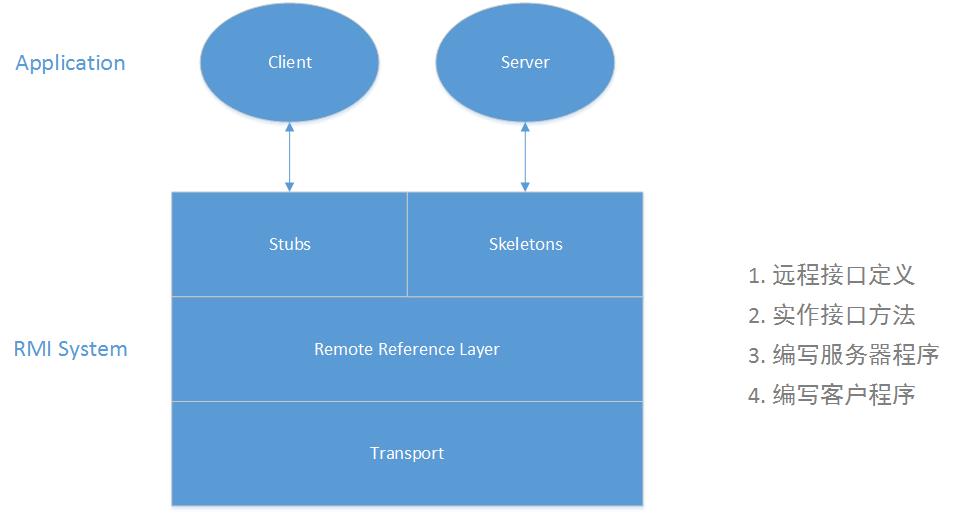 Application
Client
Server
Stubs
Skeletons
RMI System
Remote Reference Layer
Transport
1. 远程接口定义
2. 实作接口方法
3. 编写服务器程序
4. 编写客户程序